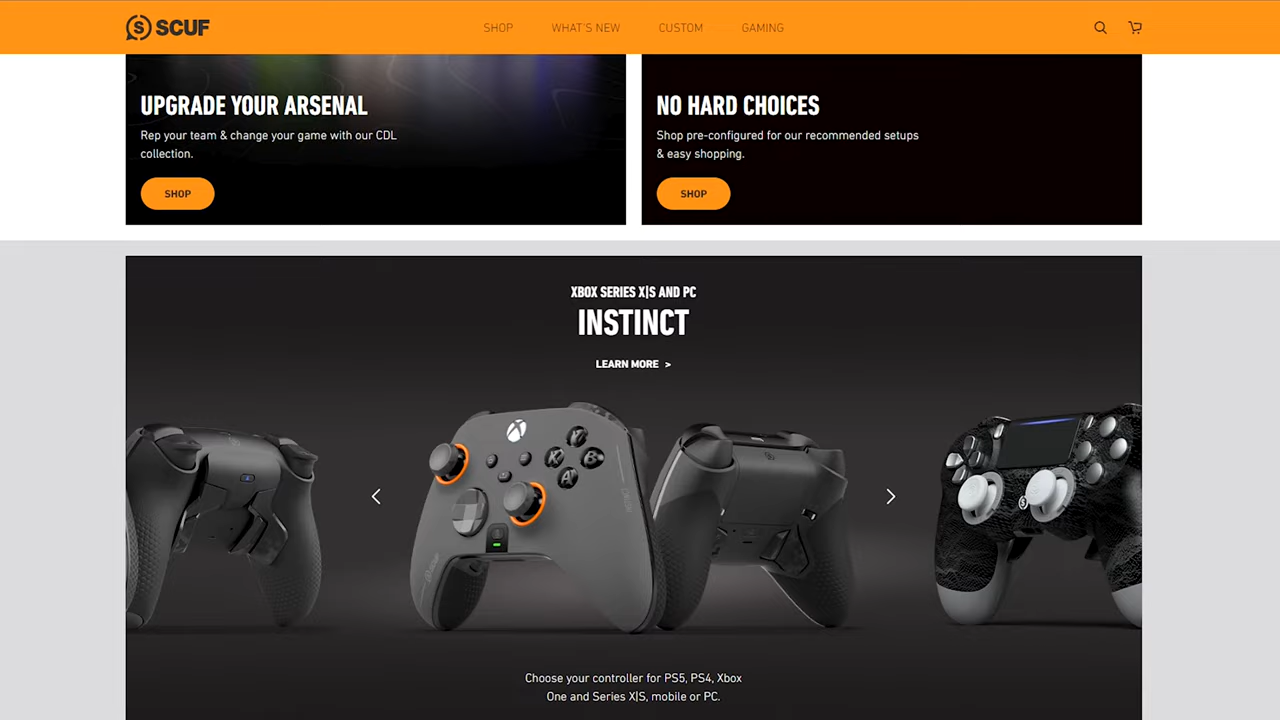 SCUF
SHOP
WHAT'S NEW
CUSTOM
GAMING
UPGRADE YOUR ARSENAL
Rep your team & change your game with our CDL
collection.
SHOP
NO HARD CHOICES
Shop pre-configured for our recommended setups
& easy shopping.
SHOP
XBOX SERIES X|S AND PC
INSTINCT
LEARN MORE >
Y
X
B
A
Choose your controller for PS5, PS4, Xbox
One and Series X|S, mobile or PC.